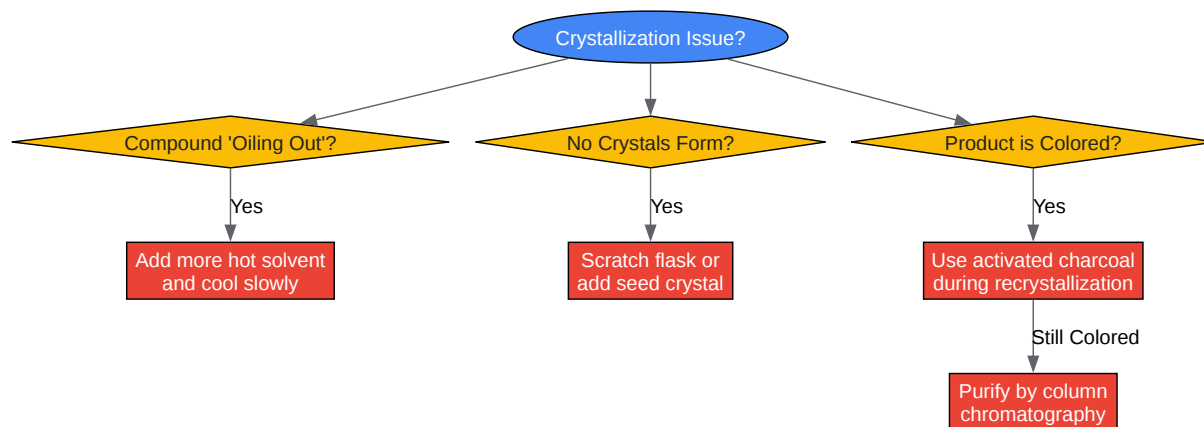 Crystallization Issue?
Compound 'Oiling Out'?
No Crystals Form?
Product is Colored?
Yes
Yes
Yes
Add more hot solvent
and cool slowly
Scratch flask or
add seed crystal
Use activated charcoal
during recrystallization
Still Colored
Purify by column
chromatography